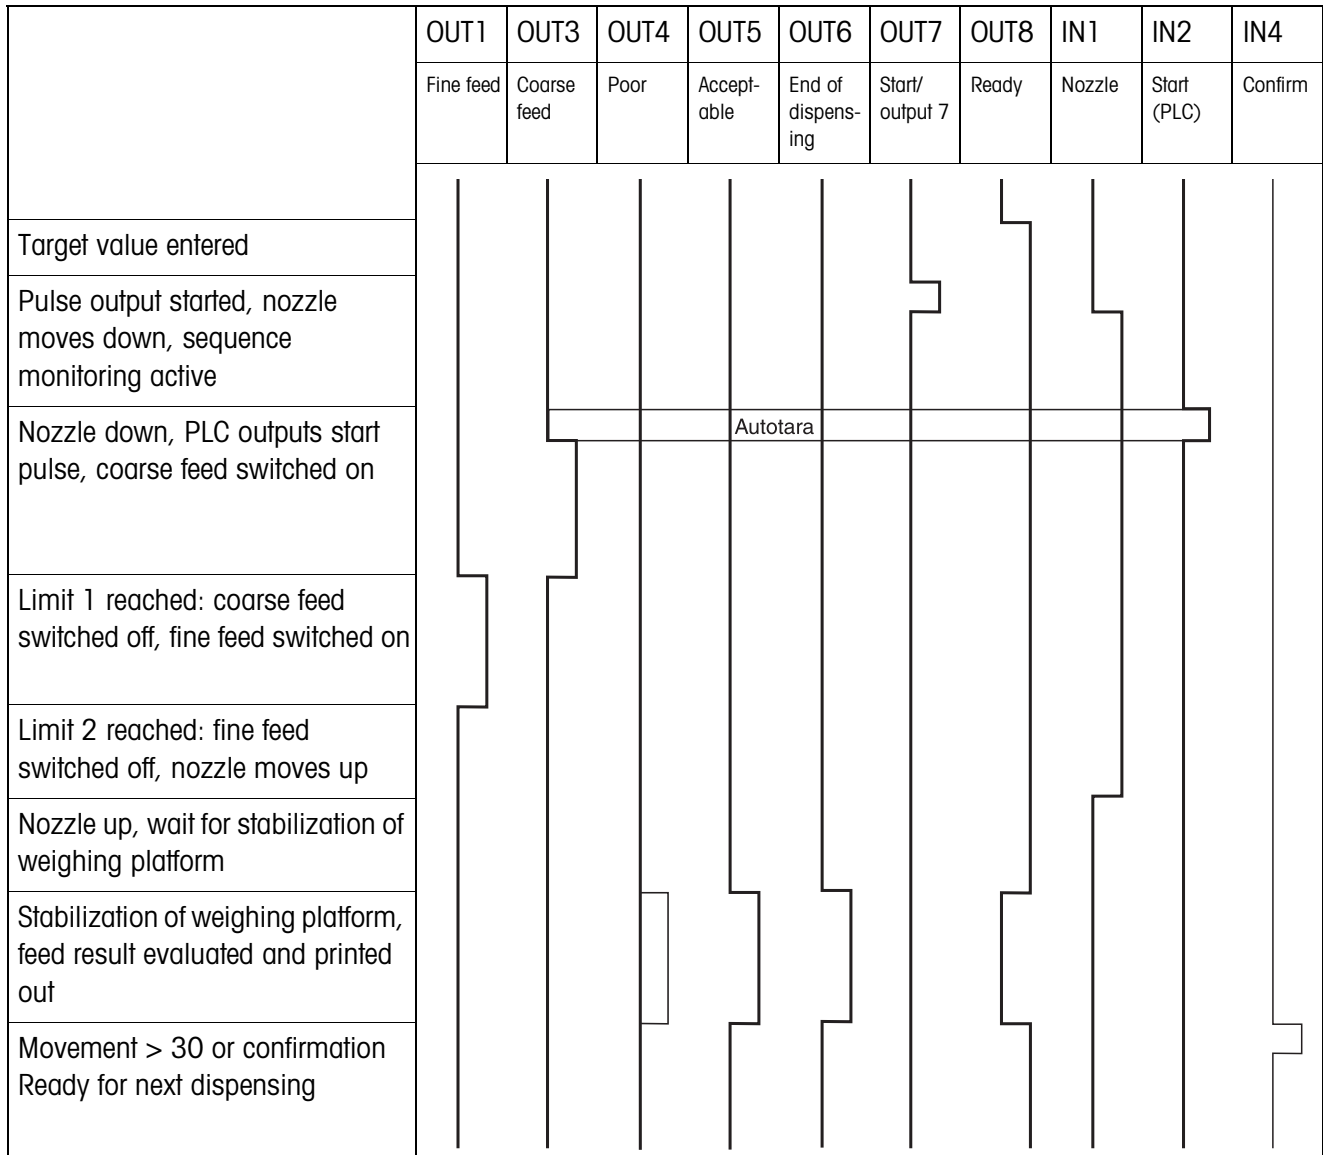 OUT1 OUT3 OUT4 OUT5 OUT6 OUT7 OUT8 IN1 IN2 IN4
Fine feed
Coarse
feed
Poor
Accept-
able
End of
dispens-
ing
Start/
output 7
Ready
Nozzle
Start
(PLC)
Confirm
Target value entered
Pulse output started, nozzle
moves down, sequence
monitoring active
Nozzle down, PLC outputs start
pulse, coarse feed switched on
Autotara
Limit 1 reached: coarse feed
switched off, fine feed switched on
Limit 2 reached: fine feed
switched off, nozzle moves up
Nozzle up, wait for stabilization of
weighing platform
Stabilization of weighing platform,
feed result evaluated and printed
out
Movement > 30 or confirmation
Ready for next dispensing